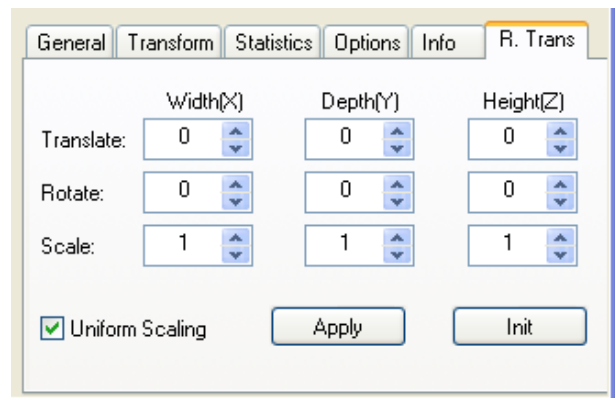 General Transform Statistics Options Info R. Trans
Width(X) Depth(Y) Height(Z)
Translate: 0 0 0
Rotate: 0 0 0
Scale: 1 1 1
Uniform Scaling Apply Init